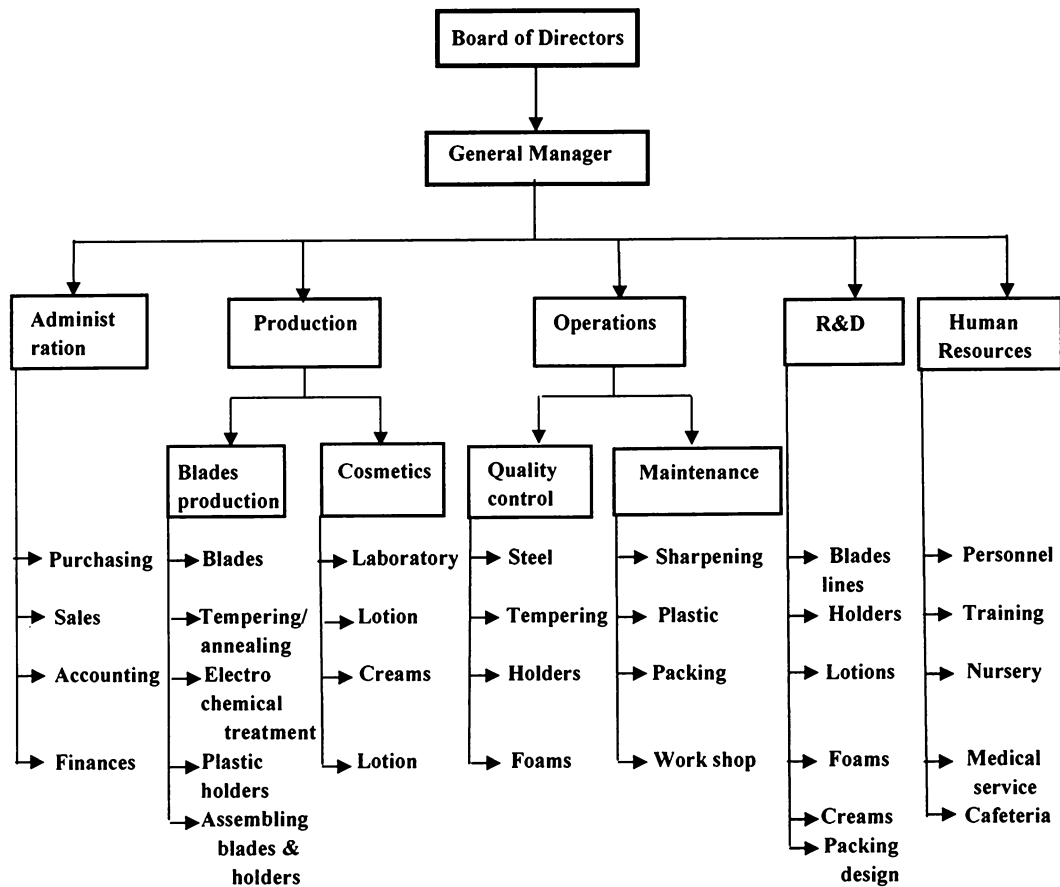 Board of Directors
General Manager
Administ
ration
Production
Operations
R&D
Human
Resources
Blades
production
Cosmetics
Quality
control
Maintenance
Purchasing
Sales
Accounting
Finances
Blades
Tempering/
annealing
Electro
chemical
treatment
Plastic
holders
Assembling
blades &
holders
Laboratory
Lotion
Creams
Lotion
Steel
Tempering
Holders
Foams
Sharpening
Plastic
Packing
Work shop
Blades
lines
Holders
Lotions
Foams
Creams
Packing
design
Personnel
Training
Nursery
Medical
service
Cafeteria